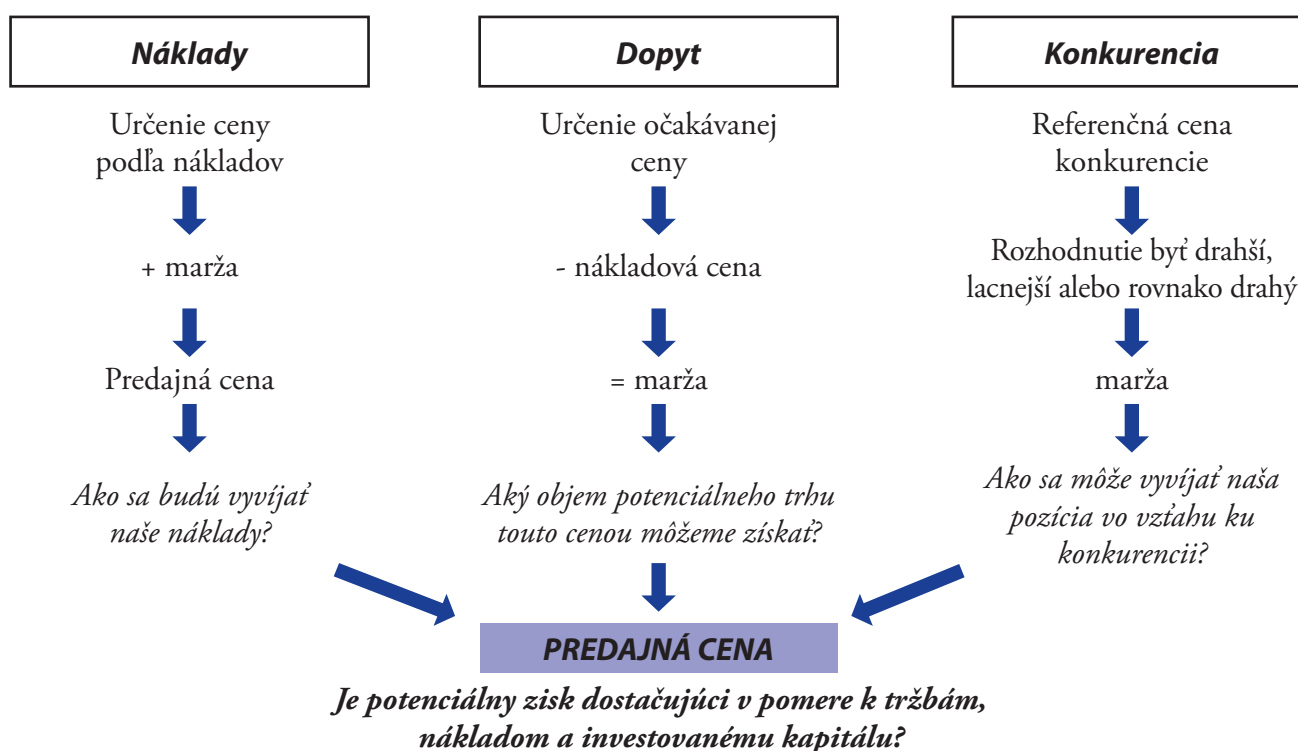 Náklady
Určenie ceny
podľa nákladov
+ marža
Predajná cena
Ako sa budú vyvíjať
naše náklady?
Dopyt
Určenie očakávanej
ceny
- nákladová cena
= marža
Aký objem potenciálneho trhu
touto cenou môžeme získať?
Konkurencia
Referenčná cena
konkurencie
Rozhodnutie byť drahší,
lacnejší alebo rovnako drahý
marža
Ako sa môže vyvíjať naša
pozícia vo vzťahu ku
konkurencii?
PREDAJNÁ CENA
Je potenciálny zisk dostačujúci v pomere k tržbám,
nákladom a investovanému kapitálu?